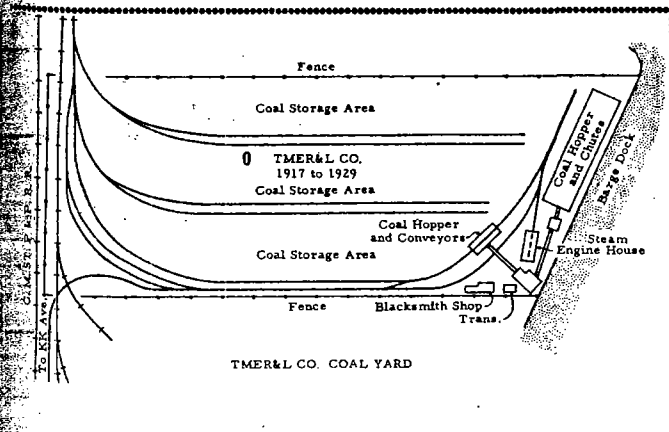 Fence
Coal Storage Area
0 TMER&L CO.
1917 to 1929
Coal Storage Area
Coal Hopper
and Chutes
Barge Dock
Coal Hopper
and Conveyors
Steam
Engine House
Coal Storage Area
C.M.ST.P.&P.R.R.
To KK Ave.
Fence
Blacksmith Shop
Trans.
TMER&L CO. COAL YARD